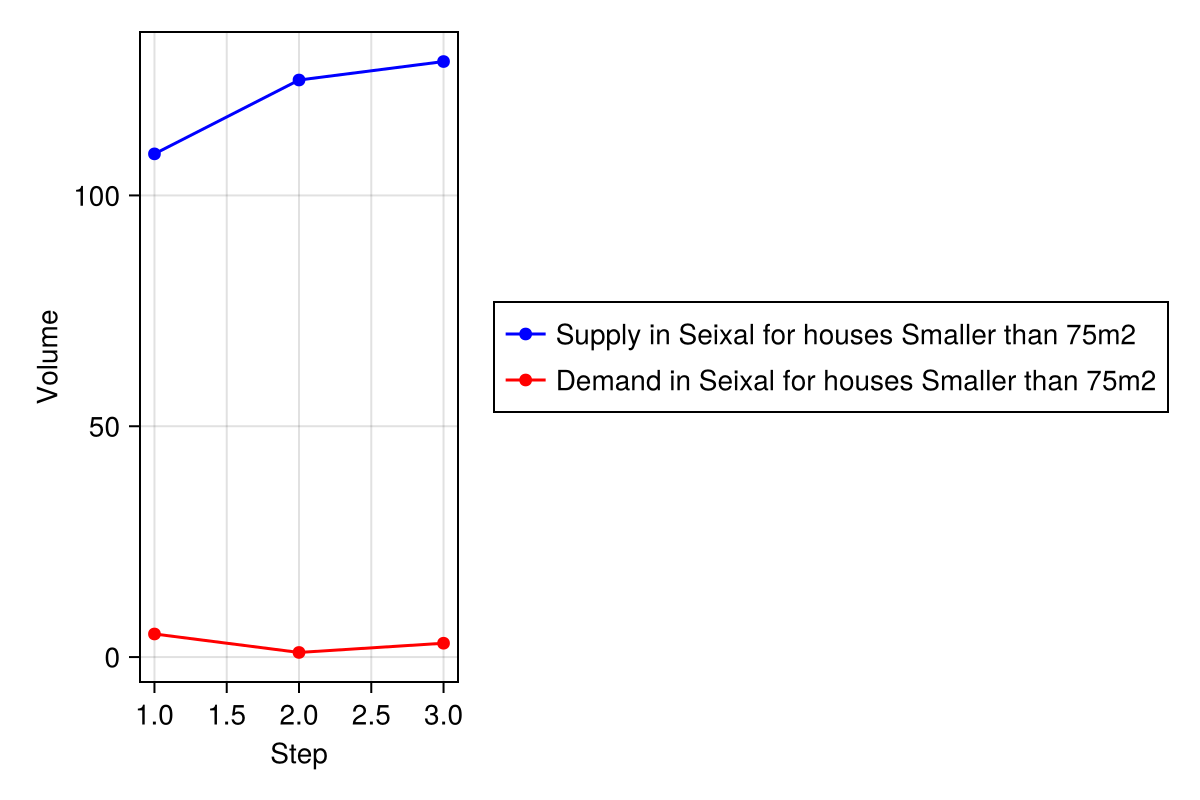 100
50
0
Volume
1.0 1.5 2.0 2.5 3.0
Step
Supply in Seixal for houses Smaller than 75m2
Demand in Seixal for houses Smaller than 75m2